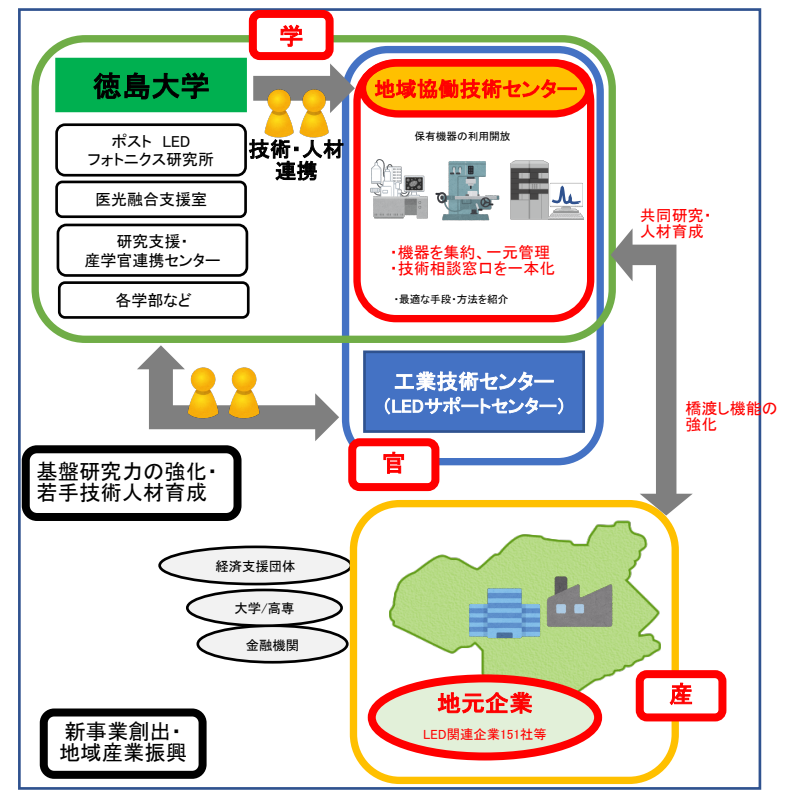 学
徳島大学
ポスト LED
フォトニクス研究所
医光融合支援室
研究支援・
産学官連携センター
各学部など
技術・人材
連携
地域協働技術センター
保有機器の利用開放
・機器を集約、一元管理
・技術相談窓口を一本化
・最適な手段・方法を紹介
共同研究・
人材育成
工業技術センター
（LEDサポートセンター）
橋渡し機能の
強化
官
基盤研究力の強化・
若手技術人材育成
経済支援団体
大学/高専
金融機関
産
地元企業
LED関連企業151社等
新事業創出・
地域産業振興